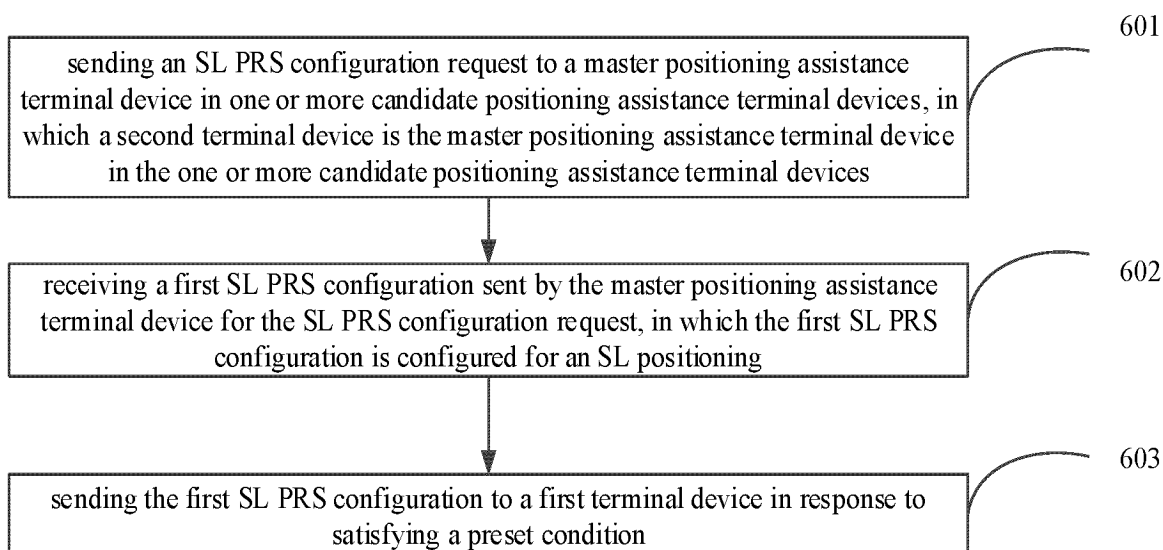 601
sending an SL PRS configuration request to a master positioning assistance
terminal device in one or more candidate positioning assistance terminal devices, in
which a second terminal device is the master positioning assistance terminal device
in the one or more candidate positioning assistance terminal devices
602
receiving a first SL PRS configuration sent by the master positioning assistance
terminal device for the SL PRS configuration request, in which the first SL PRS
configuration is configured for an SL positioning
603
sending the first SL PRS configuration to a first terminal device in response to
satisfying a preset condition